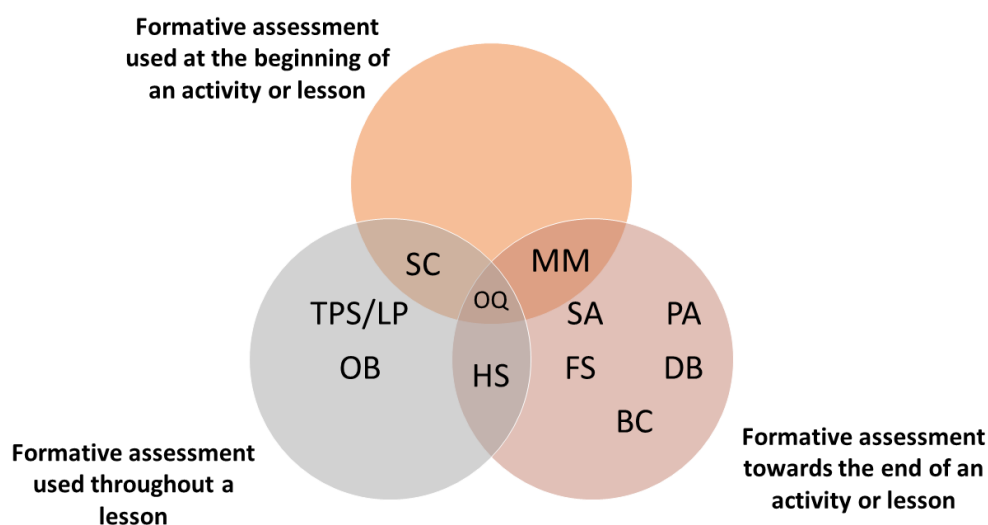 Formative assessment
used at the beginning of
an activity or lesson
SC
MM
OQ
TPS/LP
SA
PA
OB
HS
FS
DB
BC
Formative assessment
used throughout a
lesson
Formative assessment
towards the end of an
activity or lesson